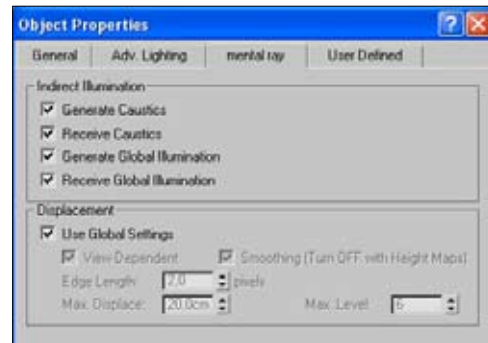 Object Properties
General Adv. Lighting mental ray User Defined
Indirect Illumination
Generate Caustics
Receive Caustics
Generate Global Illumination
Receive Global Illumination
Displacement
Use Global Settings
View Dependent Smoothing (Turn OFF with Height Maps)
Edge Length: 2,0 pixels
Max. Displace: 20,0cm Max. Level: 6